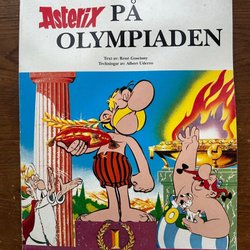 Asterix PÅ
OLYMPIADEN
Text av: René Goscinny
Teckningar av Albert Uderzo
1